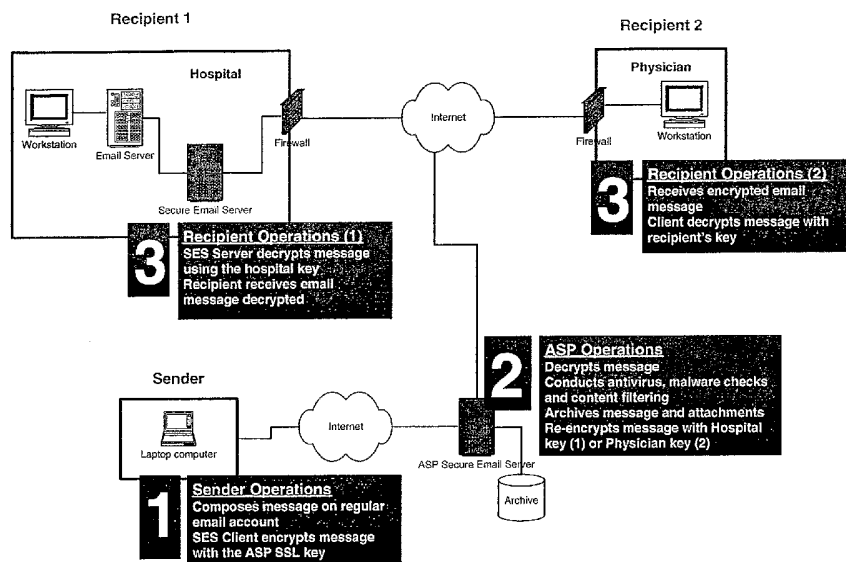 Recipient 1
Recipient 2
Hospital
Physician
Workstation
Email Server
Secure Email Server
Firewall
Internet
Firewall
Workstation
3
Recipient Operations (2)
Receives encrypted email
message
Client decrypts message with
recipient's key
3
Recipient Operations (1)
SES Server decrypts message
using the hospital key
Recipient receives email
message decrypted
2
ASP Operations
Decrypts message
Conducts antivirus, malware checks
and content filtering
Archives message and attachments
Re-encrypts message with Hospital
key (1) or Physician key (2)
Sender
Laptop computer
Internet
ASP Secure Email Server
Archive
1
Sender Operations
Composes message on regular
email account
SES Client encrypts message
with the ASP SSL key